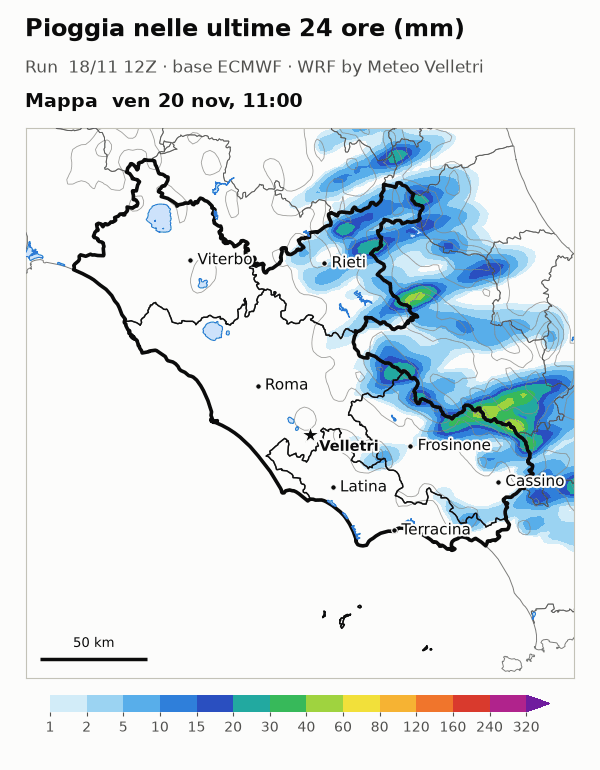 Pioggia nelle ultime 24 ore (mm)
Run  18/11 12Z · base ECMWF · WRF by Meteo Velletri
Mappa  ven 20 nov, 11:00
Viterbo
Rieti
Roma
Velletri
Frosinone
Cassino
Latina
Terracina
50 km
1 2 5 10 15 20 30 40 60 80 120 160 240 320